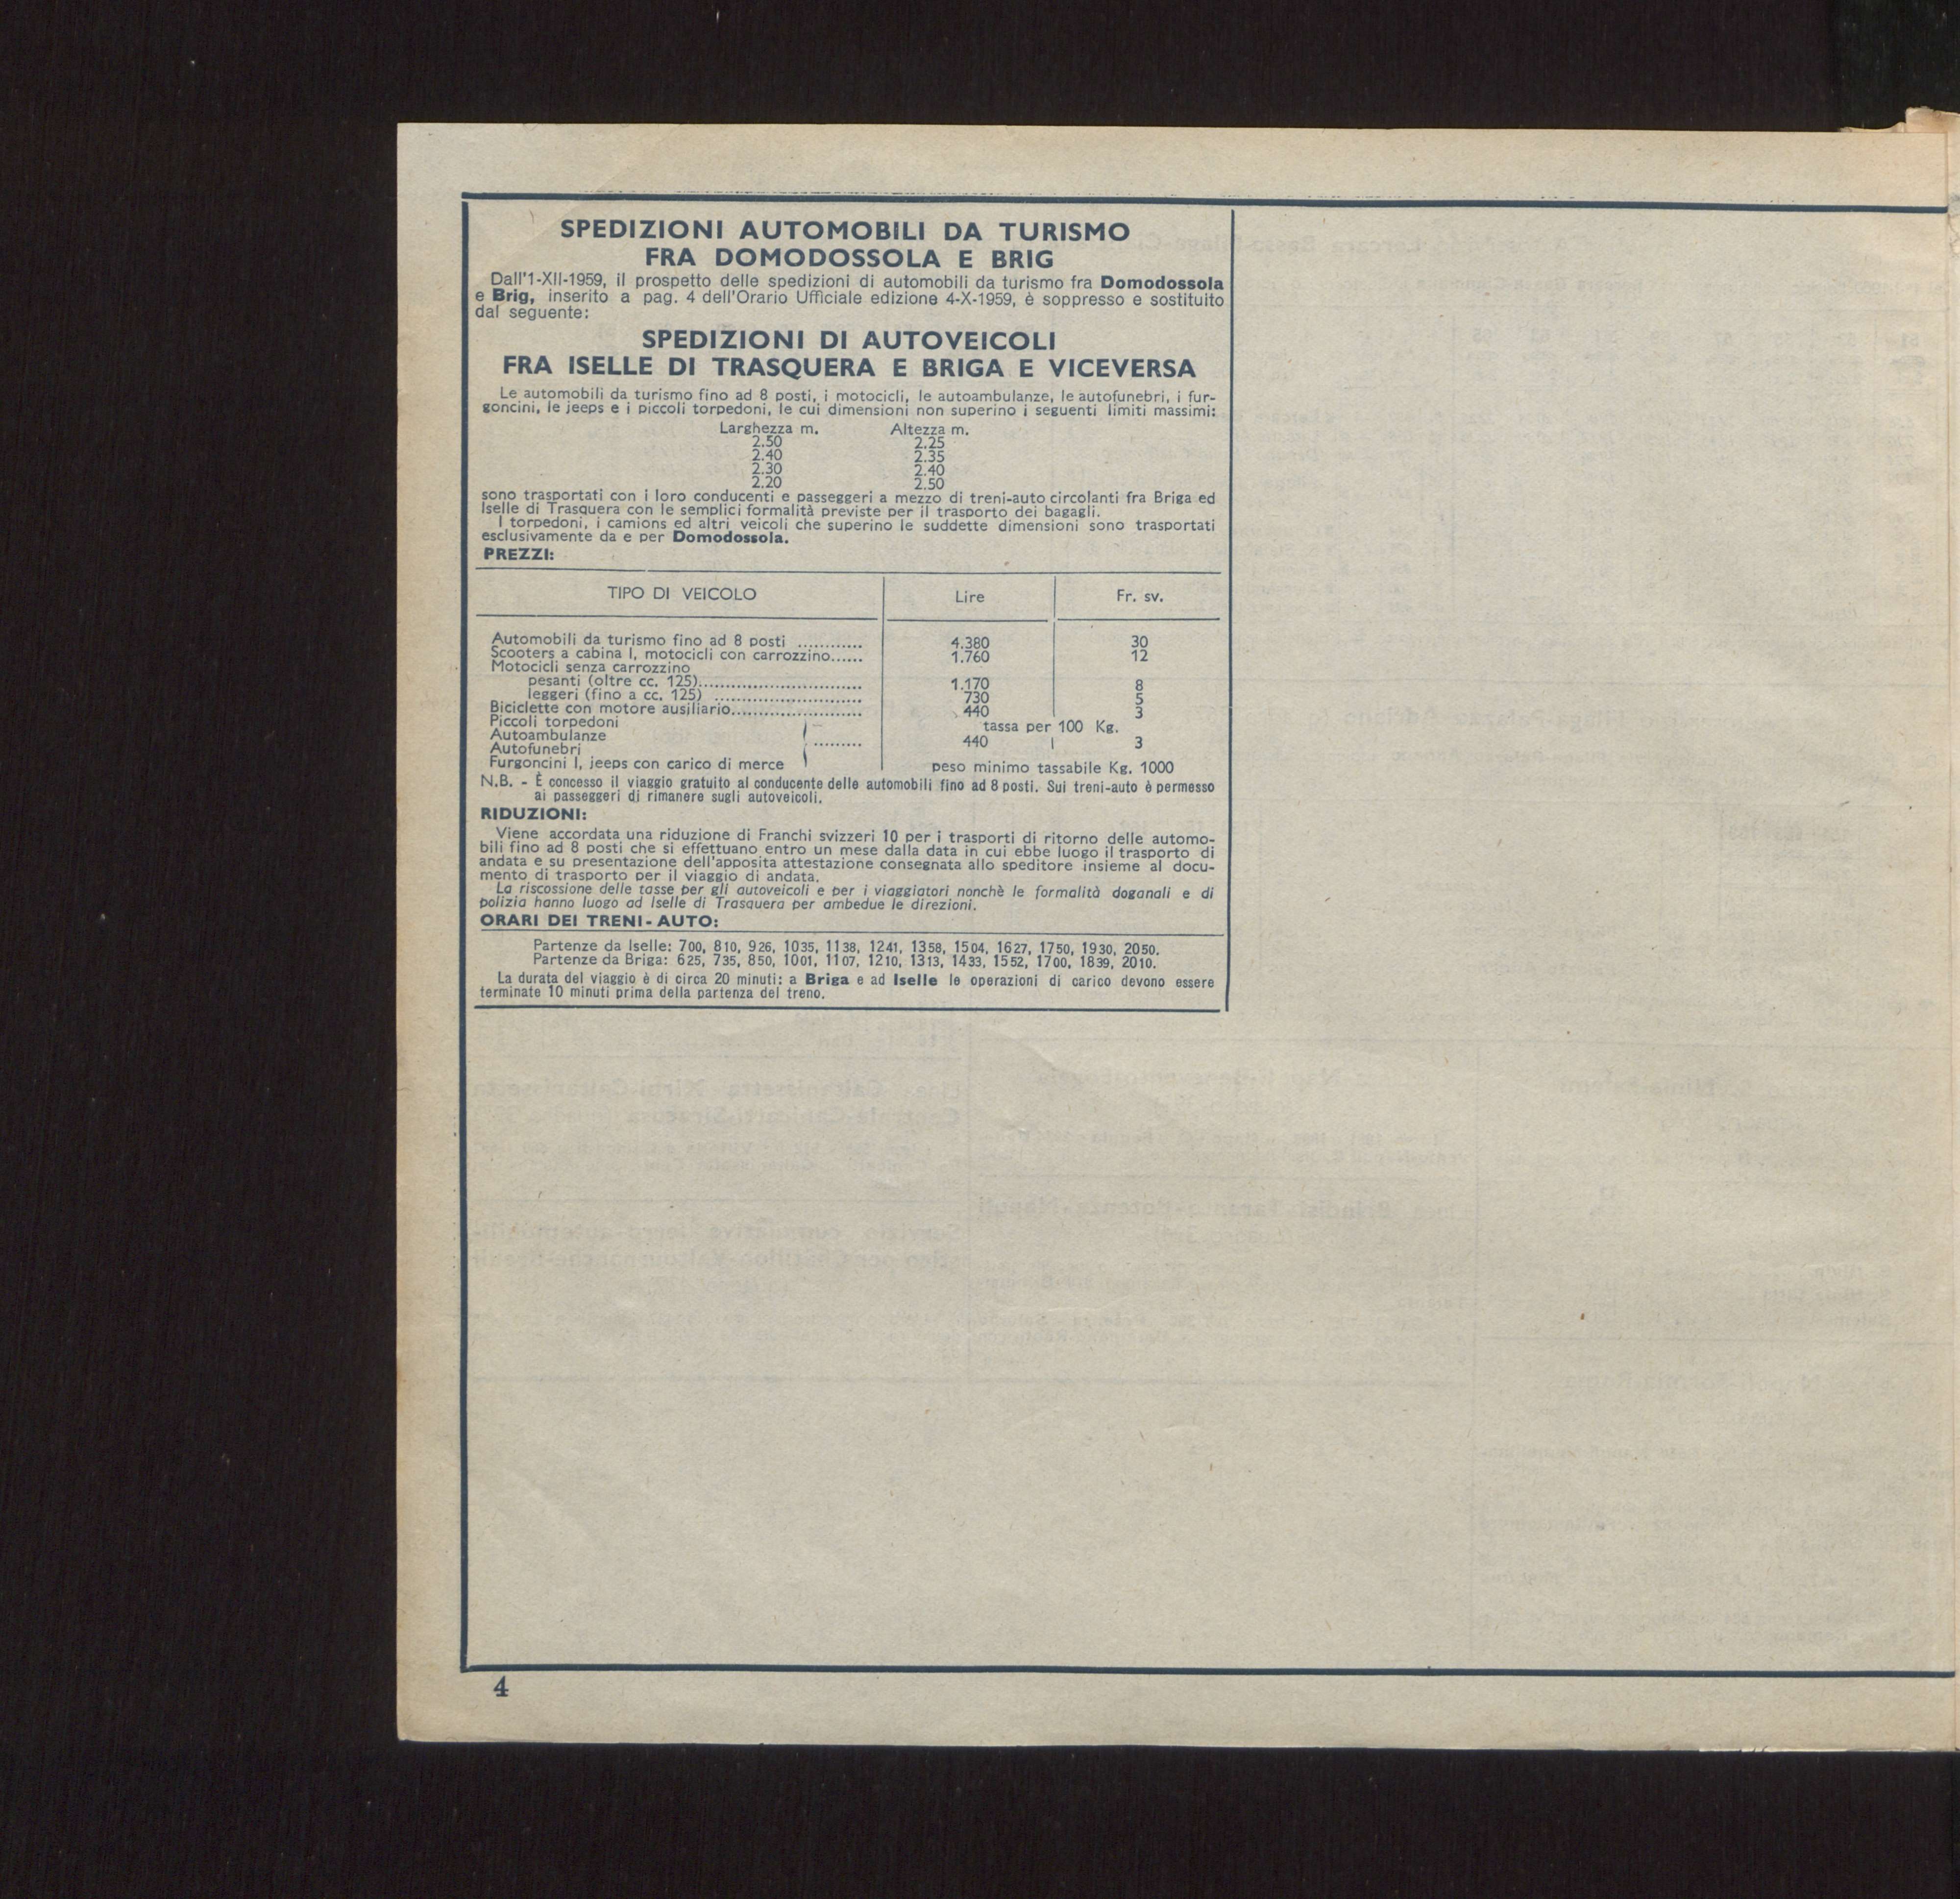 SPEDIZIONI AUTOMOBILI DA TURISMO
FRA DOMODOSSOLA E BRIG
Dall'1-XII-1959, il prospetto delle spedizioni di automobili da turismo fra Domodossola
e Brig, inserito a pag. 4 dell'Orario Ufficiale edizione 4-X-1959, è soppresso e sostituito
dal seguente:
SPEDIZIONI DI AUTOVEICOLI
FRA ISELLE DI TRASQUERA E BRIGA E VICEVERSA
Le automobili da turismo fino ad 8 posti, i motocicli, le autoambulanze, le autofunebri, i fur-
goncini, le jeeps e i piccoli torpedoni, le cui dimensioni non superino i seguenti limiti massimi:
Larghezza m. Altezza m.
2.50 2.25
2.40 2.35
2.30 2.40
2.20 2.50
sono trasportati con i loro conducenti e passeggeri a mezzo di treni-auto circolanti fra Briga ed
Iselle di Trasquera con le semplici formalità previste per il trasporto dei bagagli.
I torpedoni, i camions ed altri veicoli che superino le suddette dimensioni sono trasportati
esclusivamente da e per Domodossola.
PREZZI:
TIPO DI VEICOLO Lire Fr. sv.
Automobili da turismo fino ad 8 posti ............ 4.380 30
Scooters a cabina I, motocicli con carrozzino...... 1.760 12
Motocicli senza carrozzino
pesanti (oltre cc. 125).............................. 1.170 8
leggeri (fino a cc. 125) ........................... 730 5
Biciclette con motore ausiliario........................ 440 3
Piccoli torpedoni tassa per 100 Kg.
Autoambulanze ......... 440 3
Autofunebri
Furgoncini I, jeeps con carico di merce peso minimo tassabile Kg. 1000
N.B. - È concesso il viaggio gratuito al conducente delle automobili fino ad 8 posti. Sui treni-auto è permesso
ai passeggeri di rimanere sugli autoveicoli.
RIDUZIONI:
Viene accordata una riduzione di Franchi svizzeri 10 per i trasporti di ritorno delle automo-
bili fino ad 8 posti che si effettuano entro un mese dalla data in cui ebbe luogo il trasporto di
andata e su presentazione dell'apposita attestazione consegnata allo speditore insieme al docu-
mento di trasporto per il viaggio di andata.
La riscossione delle tasse per gli autoveicoli e per i viaggiatori nonchè le formalità doganali e di
polizia hanno luogo ad Iselle di Trasquera per ambedue le direzioni.
ORARI DEI TRENI-AUTO:
Partenze da Iselle: 700, 810, 926, 1035, 1138, 1241, 1358, 1504, 1627, 1750, 1930, 2050.
Partenze da Briga: 625, 735, 850, 1001, 1107, 1210, 1313, 1433, 1552, 1700, 1839, 2010.
La durata del viaggio è di circa 20 minuti; a Briga e ad Iselle le operazioni di carico devono essere
terminate 10 minuti prima della partenza del treno.
4